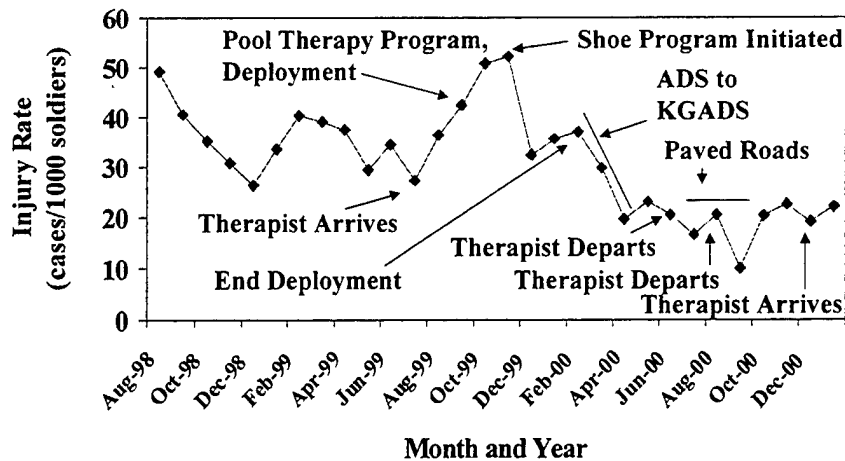 60
50
40
30
20
10
0
Injury Rate
(cases/1000 soldiers)
Pool Therapy Program,
Deployment
Shoe Program Initiated
ADS to
KGADS
Paved Roads
Therapist Arrives
Therapist Departs
End Deployment
Therapist Departs
Therapist Arrives
Aug-98
Oct-98
Dec-98
Feb-99
Apr-99
Jun-99
Aug-99
Oct-99
Dec-99
Feb-00
Apr-00
Jun-00
Aug-00
Oct-00
Dec-00
Month and Year